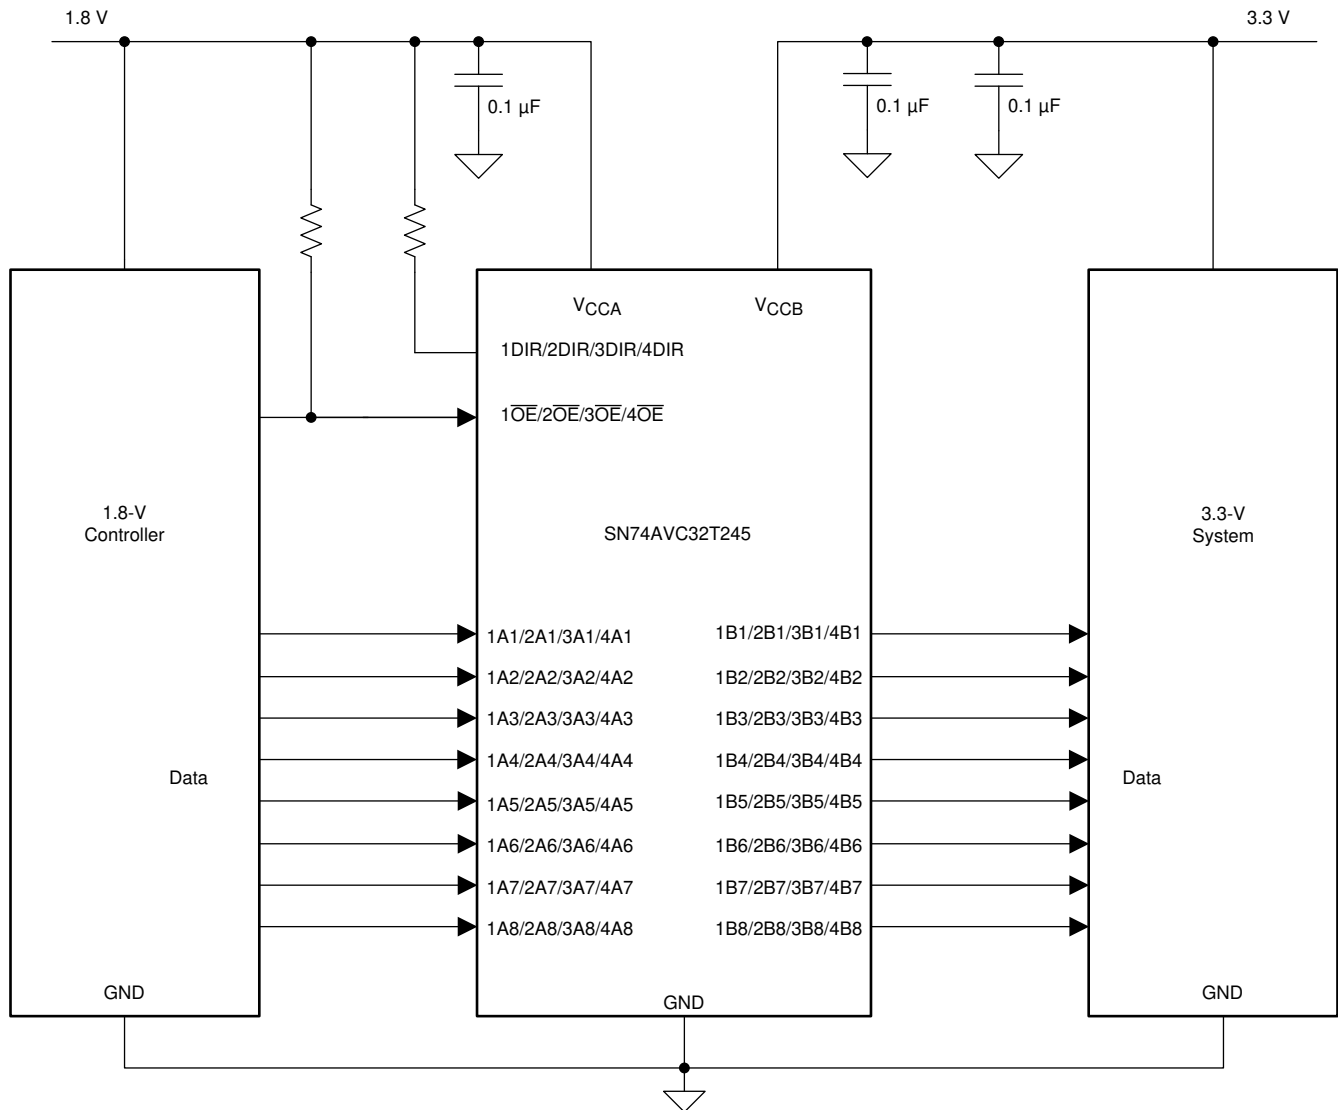 1.8 V
3.3 V
0.1 µF
0.1 µF
0.1 µF
VCCA
VCCB
1DIR/2DIR/3DIR/4DIR
1O̅E̅/2O̅E̅/3O̅E̅/4O̅E̅
1.8-V
Controller
SN74AVC32T245
3.3-V
System
1A1/2A1/3A1/4A1
1B1/2B1/3B1/4B1
1A2/2A2/3A2/4A2
1B2/2B2/3B2/4B2
1A3/2A3/3A3/4A3
1B3/2B3/3B3/4B3
1A4/2A4/3A4/4A4
1B4/2B4/3B4/4B4
Data
Data
1A5/2A5/3A5/4A5
1B5/2B5/3B5/4B5
1A6/2A6/3A6/4A6
1B6/2B6/3B6/4B6
1A7/2A7/3A7/4A7
1B7/2B7/3B7/4B7
1A8/2A8/3A8/4A8
1B8/2B8/3B8/4B8
GND
GND
GND